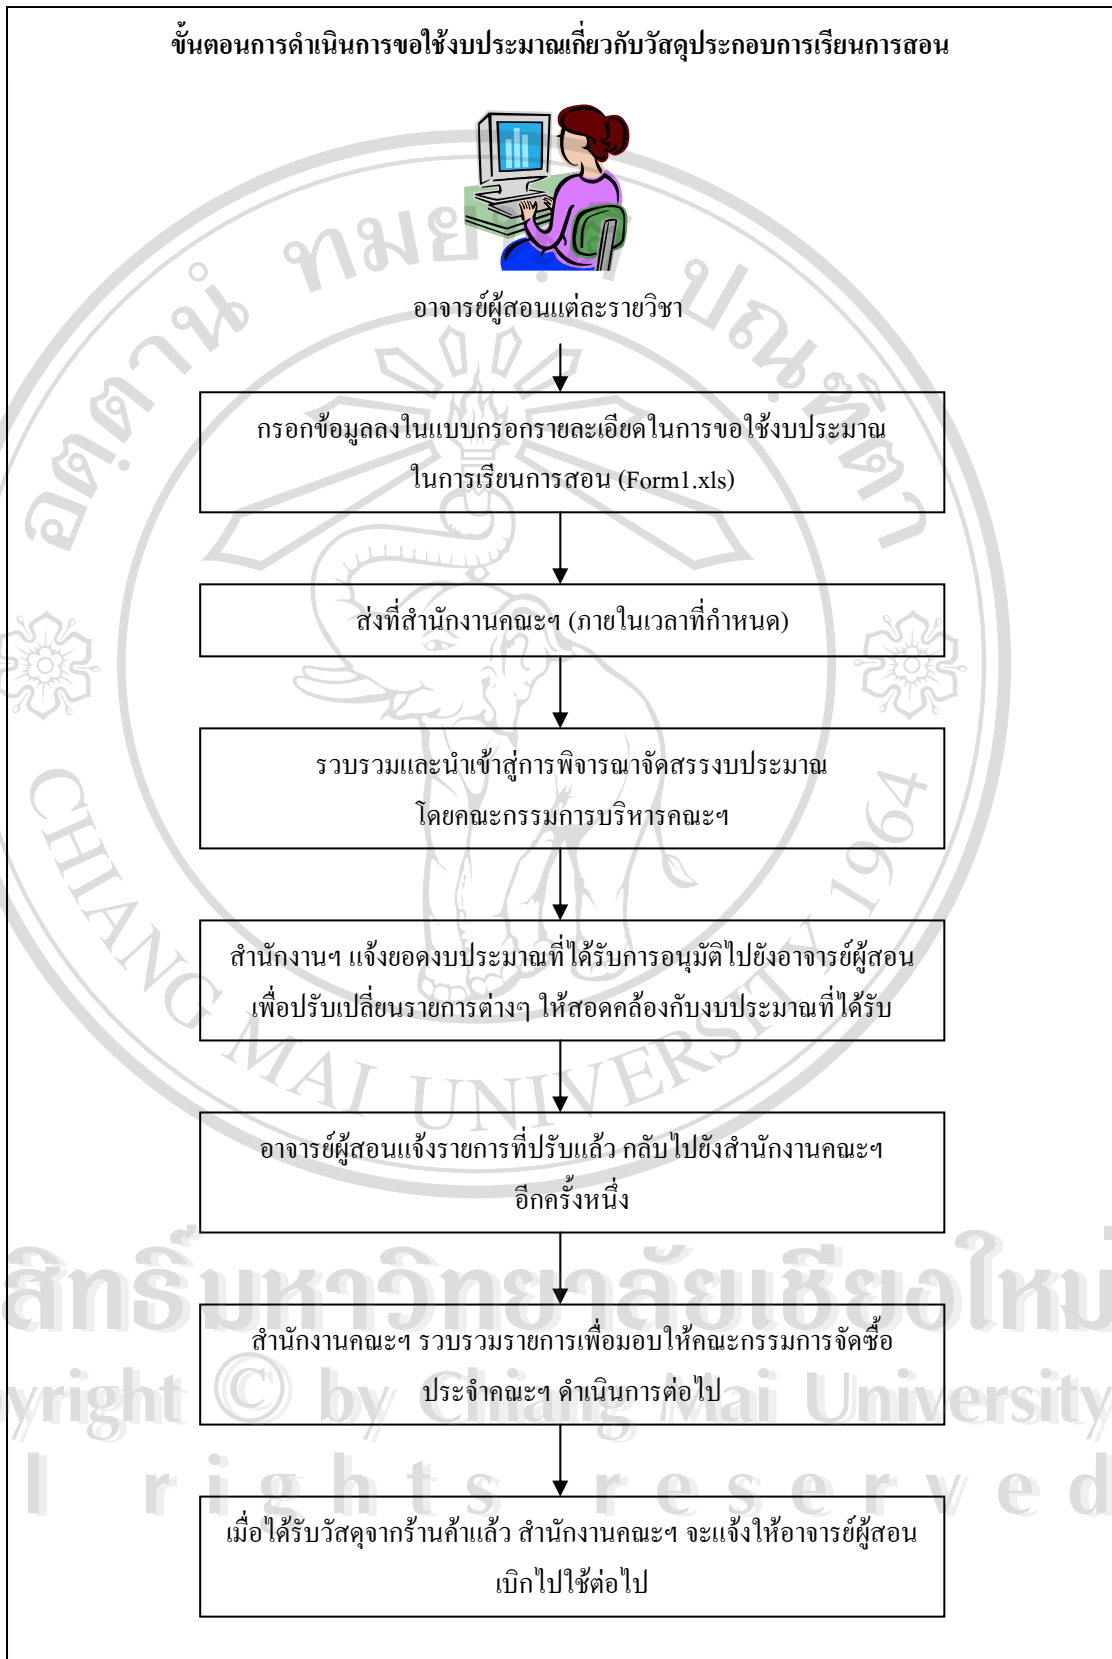 ขั้นตอนการดำเนินการขอใช้งบประมาณเกี่ยวกับวัสดุประกอบการเรียนการสอน
อาจารย์ผู้สอนแต่ละรายวิชา
กรอกข้อมูลลงในแบบกรอกรายละเอียดในการขอใช้งบประมาณ
ในการเรียนการสอน (Form1.xls)
ส่งที่สำนักงานคณะฯ (ภายในเวลาที่กำหนด)
รวบรวมและนำเข้าสู่การพิจารณาจัดสรรงบประมาณ
โดยคณะกรรมการบริหารคณะฯ
สำนักงานฯ แจ้งยอดงบประมาณที่ได้รับการอนุมัติไปยังอาจารย์ผู้สอน
เพื่อปรับเปลี่ยนรายการต่างๆ ให้สอดคล้องกับงบประมาณที่ได้รับ
อาจารย์ผู้สอนแจ้งรายการที่ปรับแล้ว กลับไปยังสำนักงานคณะฯ
อีกครั้งหนึ่ง
สำนักงานคณะฯ รวบรวมรายการเพื่อมอบให้คณะกรรมการจัดซื้อ
ประจำคณะฯ ดำเนินการต่อไป
เมื่อได้รับวัสดุจากร้านค้าแล้ว สำนักงานคณะฯ จะแจ้งให้อาจารย์ผู้สอน
เบิกไปใช้ต่อไป
CHIANG MAI UNIVERSITY 1964
สิทธิ์มหาวิทยาลัยเชียงใหม่
yright © by Chiang Mai University
l rights reserved